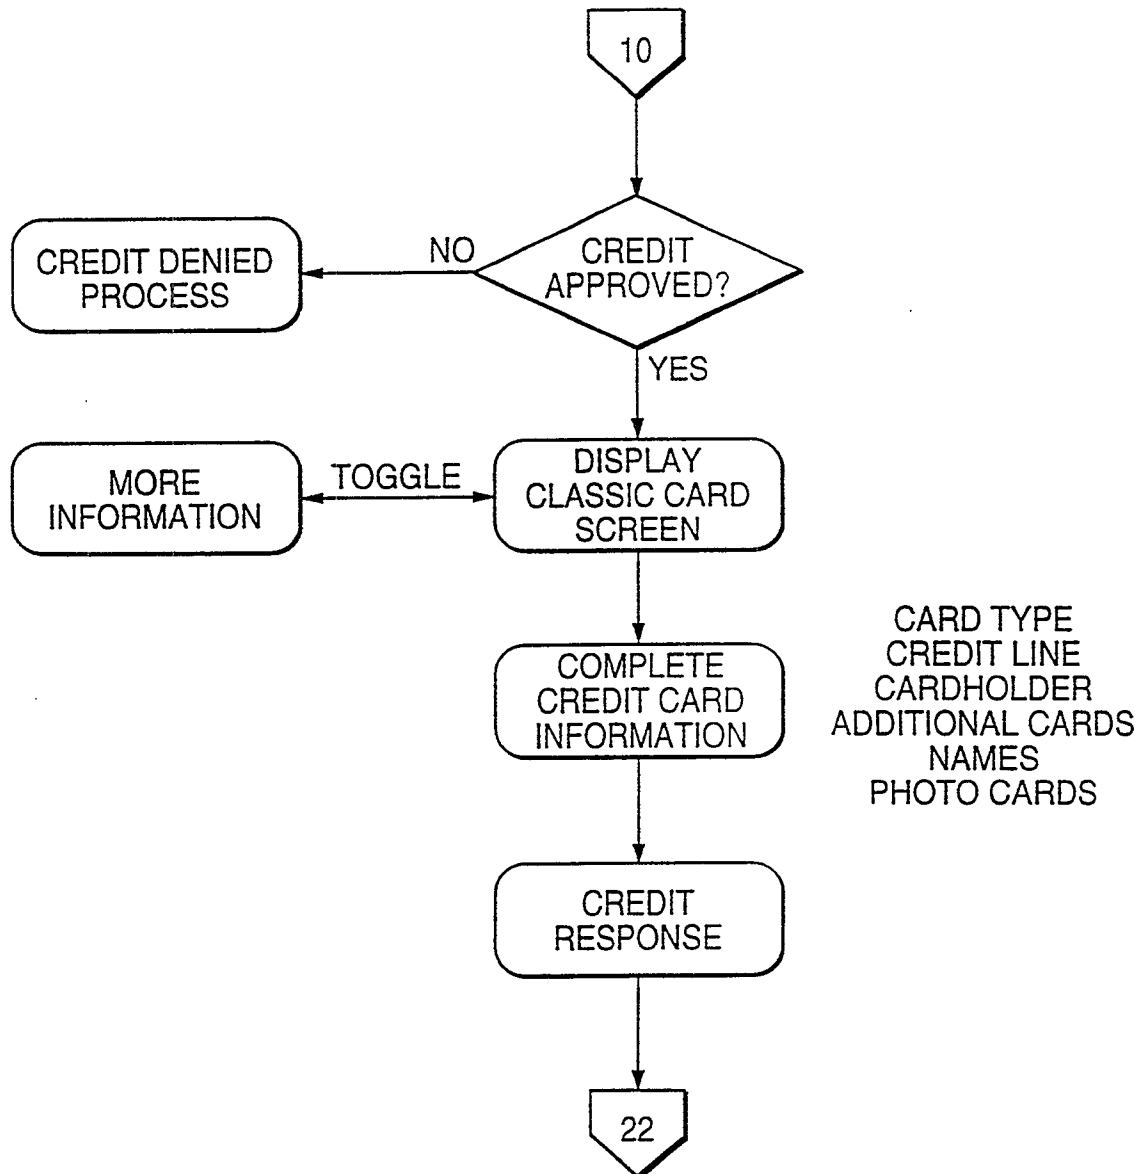 10
CREDIT
APPROVED?
NO
CREDIT DENIED
PROCESS
YES
DISPLAY
CLASSIC CARD
SCREEN
TOGGLE
MORE
INFORMATION
COMPLETE
CREDIT CARD
INFORMATION
CARD TYPE
CREDIT LINE
CARDHOLDER
ADDITIONAL CARDS
NAMES
PHOTO CARDS
CREDIT
RESPONSE
22